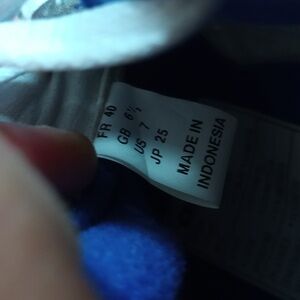 FR 40
GB 6½
US 7
JP 25
MADE IN
INDONESIA